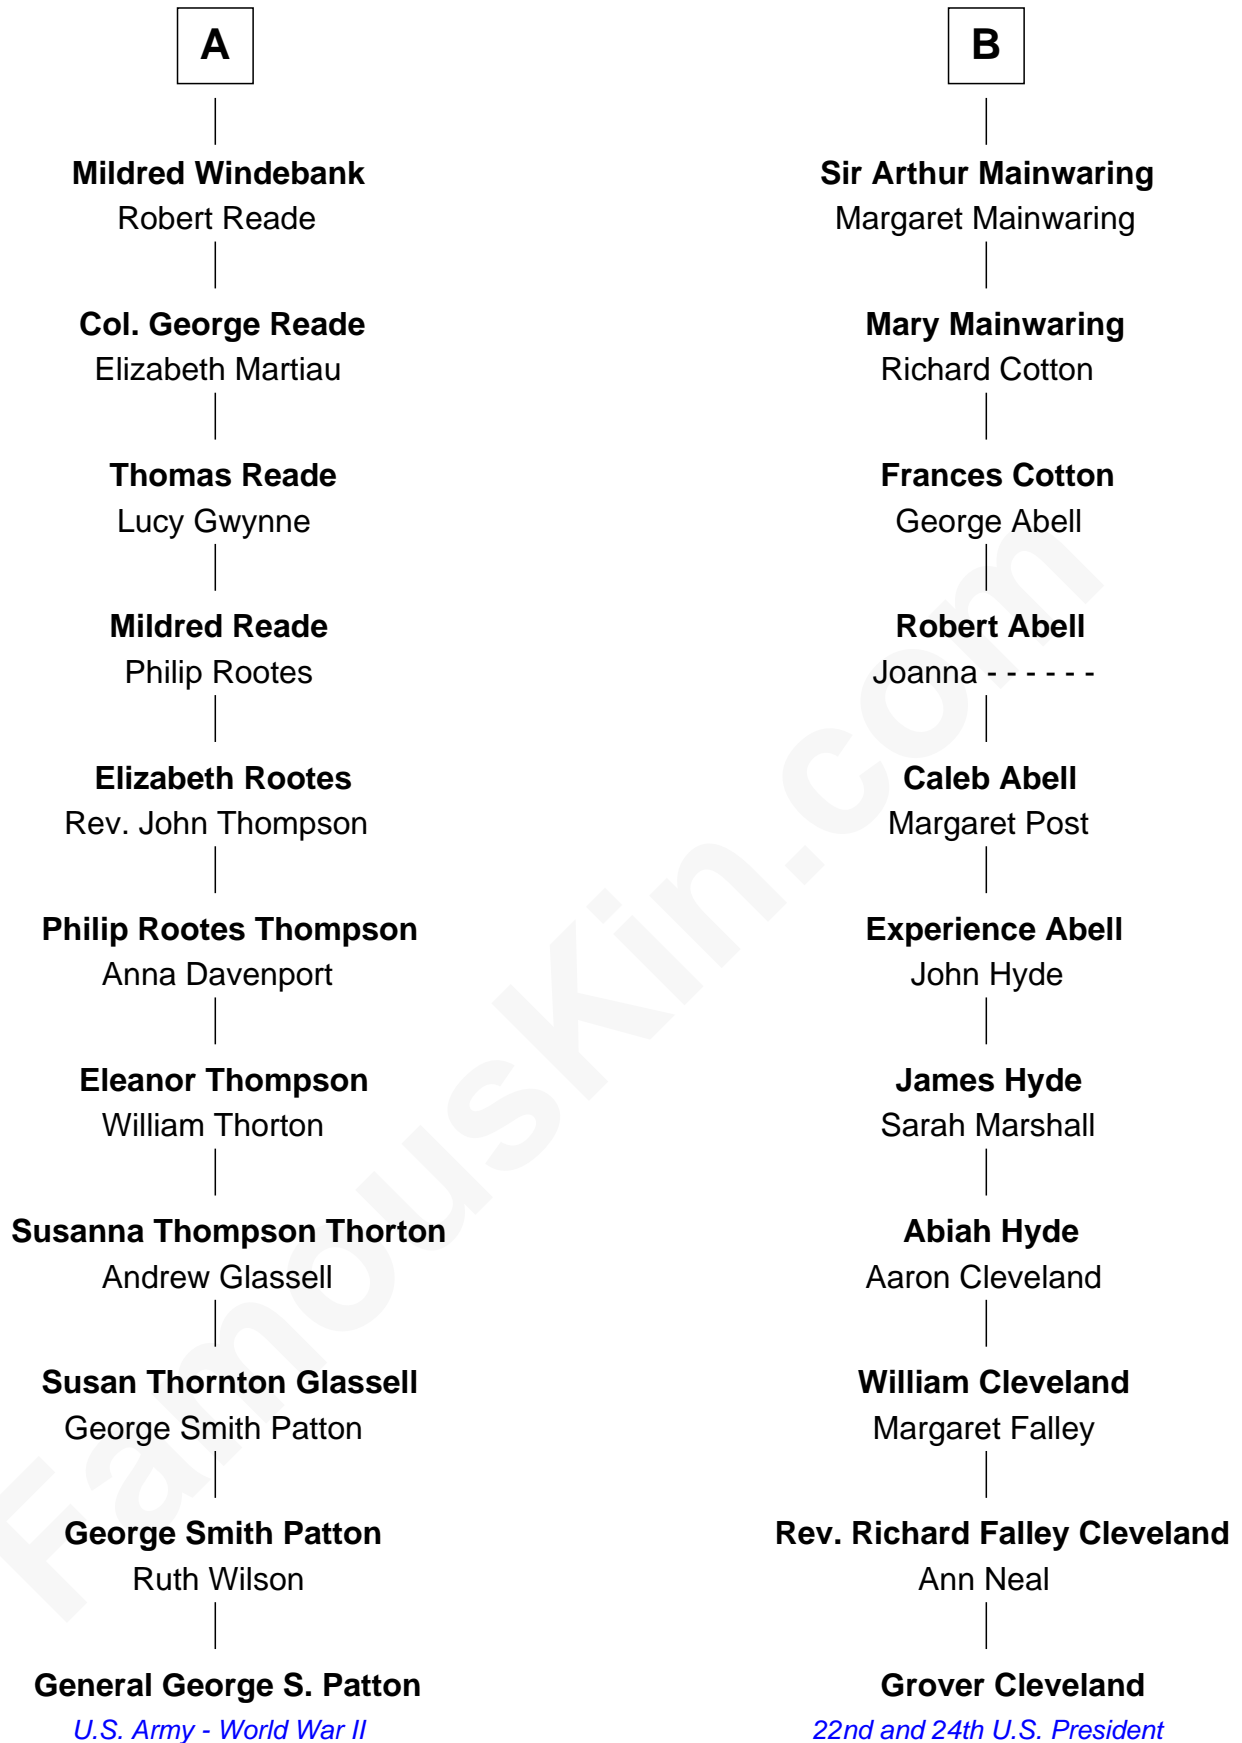 A
Mildred Windebank
Robert Reade
Col. George Reade
Elizabeth Martiau
Thomas Reade
Lucy Gwynne
Mildred Reade
Philip Rootes
Elizabeth Rootes
Rev. John Thompson
Philip Rootes Thompson
Anna Davenport
Eleanor Thompson
William Thorton
Susanna Thompson Thorton
Andrew Glassell
Susan Thornton Glassell
George Smith Patton
George Smith Patton
Ruth Wilson
General George S. Patton
U.S. Army - World War II
B
Sir Arthur Mainwaring
Margaret Mainwaring
Mary Mainwaring
Richard Cotton
Frances Cotton
George Abell
Robert Abell
Joanna - - - - - -
Caleb Abell
Margaret Post
Experience Abell
John Hyde
James Hyde
Sarah Marshall
Abiah Hyde
Aaron Cleveland
William Cleveland
Margaret Falley
Rev. Richard Falley Cleveland
Ann Neal
Grover Cleveland
22nd and 24th U.S. President
FamousKin.com